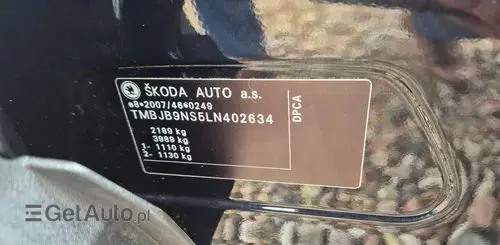 ŠKODA AUTO a.s.
e8*2007/46*0249
TMBJB9NS5LN402634
2189 kg
3989 kg
1- 1110 kg
2- 1130 kg
DPCA
GetAuto.pl